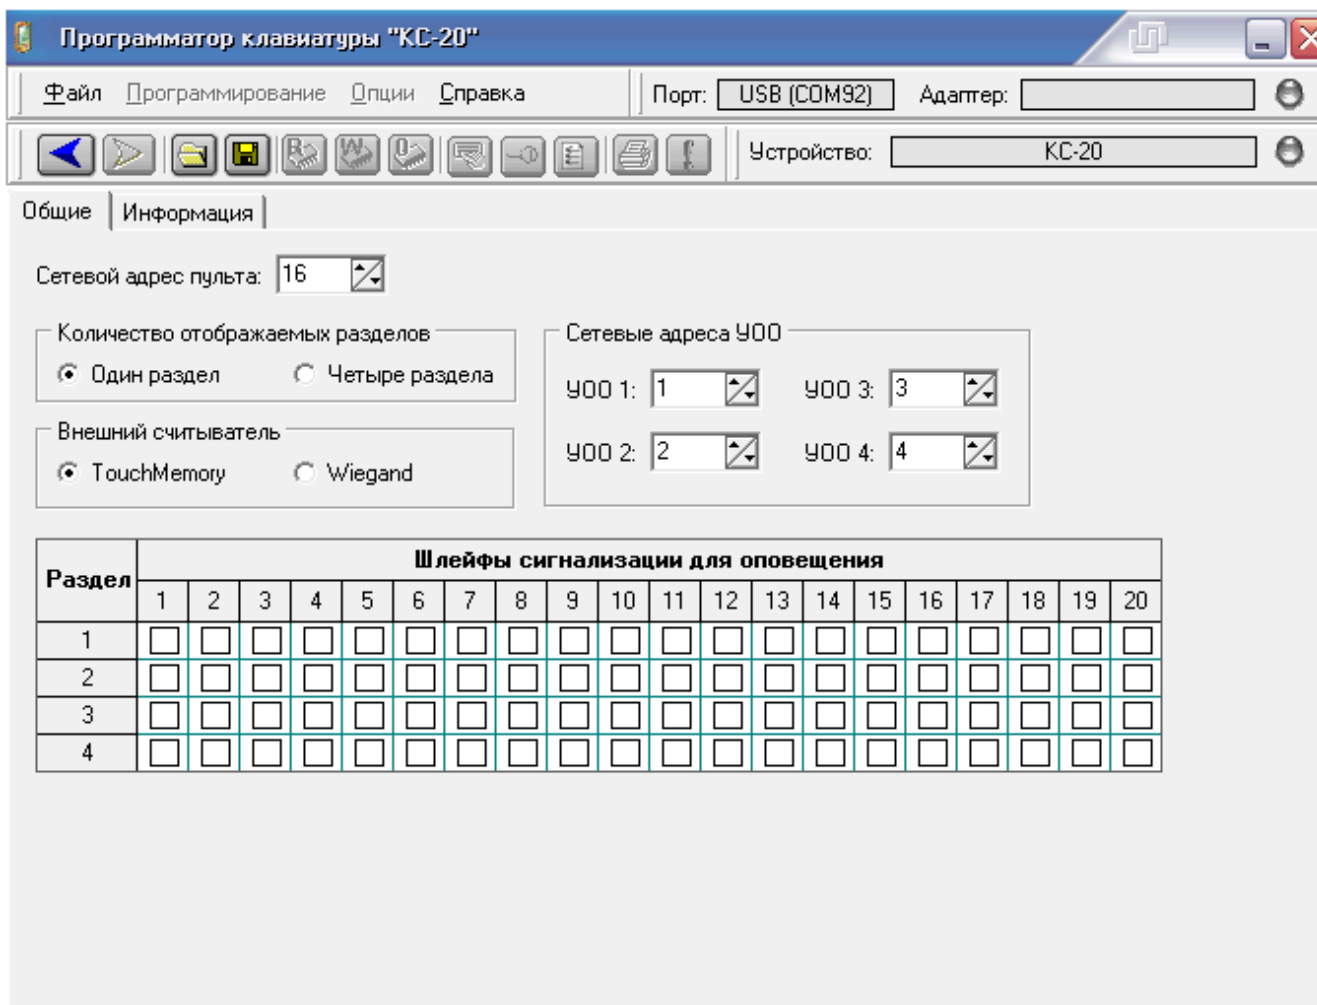 Программатор клавиатуры "КС-20"
Файл Программирование Опции Справка Порт: USB (COM92) Адаптер:
R W O Устройство: КС-20
Общие Информация
Сетевой адрес пульта: 16
Количество отображаемых разделов
Один раздел Четыре раздела
Внешний считыватель
TouchMemory Wiegand
Сетевые адреса УОО
УОО 1: 1 УОО 3: 3
УОО 2: 2 УОО 4: 4
Раздел Шлейфы сигнализации для оповещения
1 2 3 4 5 6 7 8 9 10 11 12 13 14 15 16 17 18 19 20
1
2
3
4